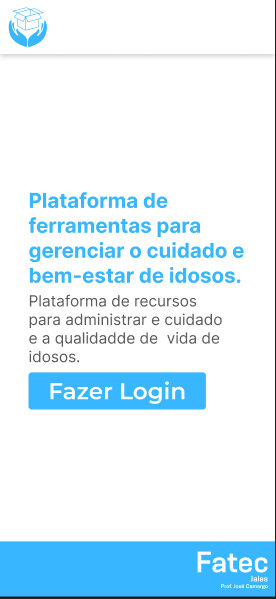 Plataforma de
ferramentas para
gerenciar o cuidado e
bem-estar de idosos.
Plataforma de recursos
para administrar e cuidado
e a qualidadde de  vida de
idosos.
Fazer Login
Fatec
Jales
Prof. José Camargo